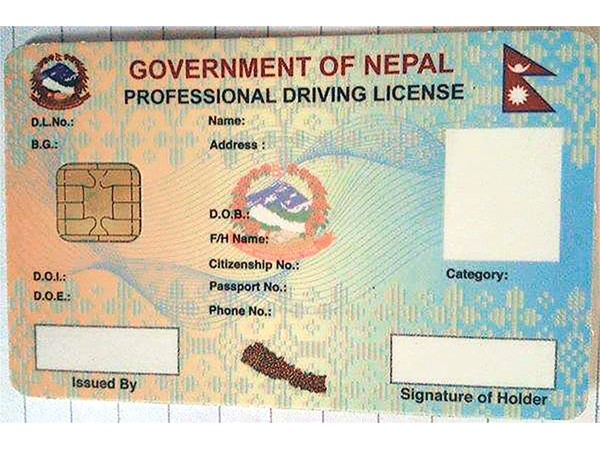 GOVERNMENT OF NEPAL
PROFESSIONAL DRIVING LICENSE
D.L.No.:
B.G.:
Name:
Address :
D.O.B.:
F/H Name:
Citizenship No.:
Passport No.:
Phone No.:
D.O.I.:
D.O.E.:
Category:
Issued By
Signature of Holder